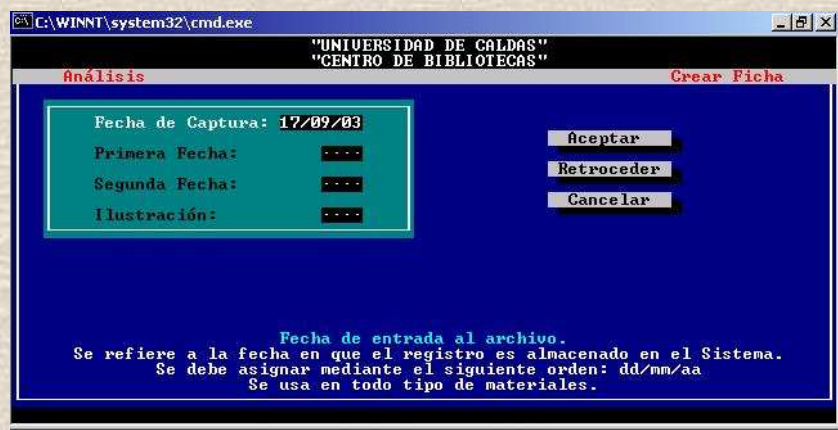 C:\WINNT\system32\cmd.exe
"UNIVERSIDAD DE CALDAS"
"CENTRO DE BIBLIOTECAS"
Análisis
Crear Ficha
Fecha de Captura: 17/09/03
Primera Fecha: ----
Segunda Fecha: ----
Ilustración: ----
Aceptar
Retroceder
Cancelar
Fecha de entrada al archivo.
Se refiere a la fecha en que el registro es almacenado en el Sistema.
Se debe asignar mediante el siguiente orden: dd/mm/aa
Se usa en todo tipo de materiales.